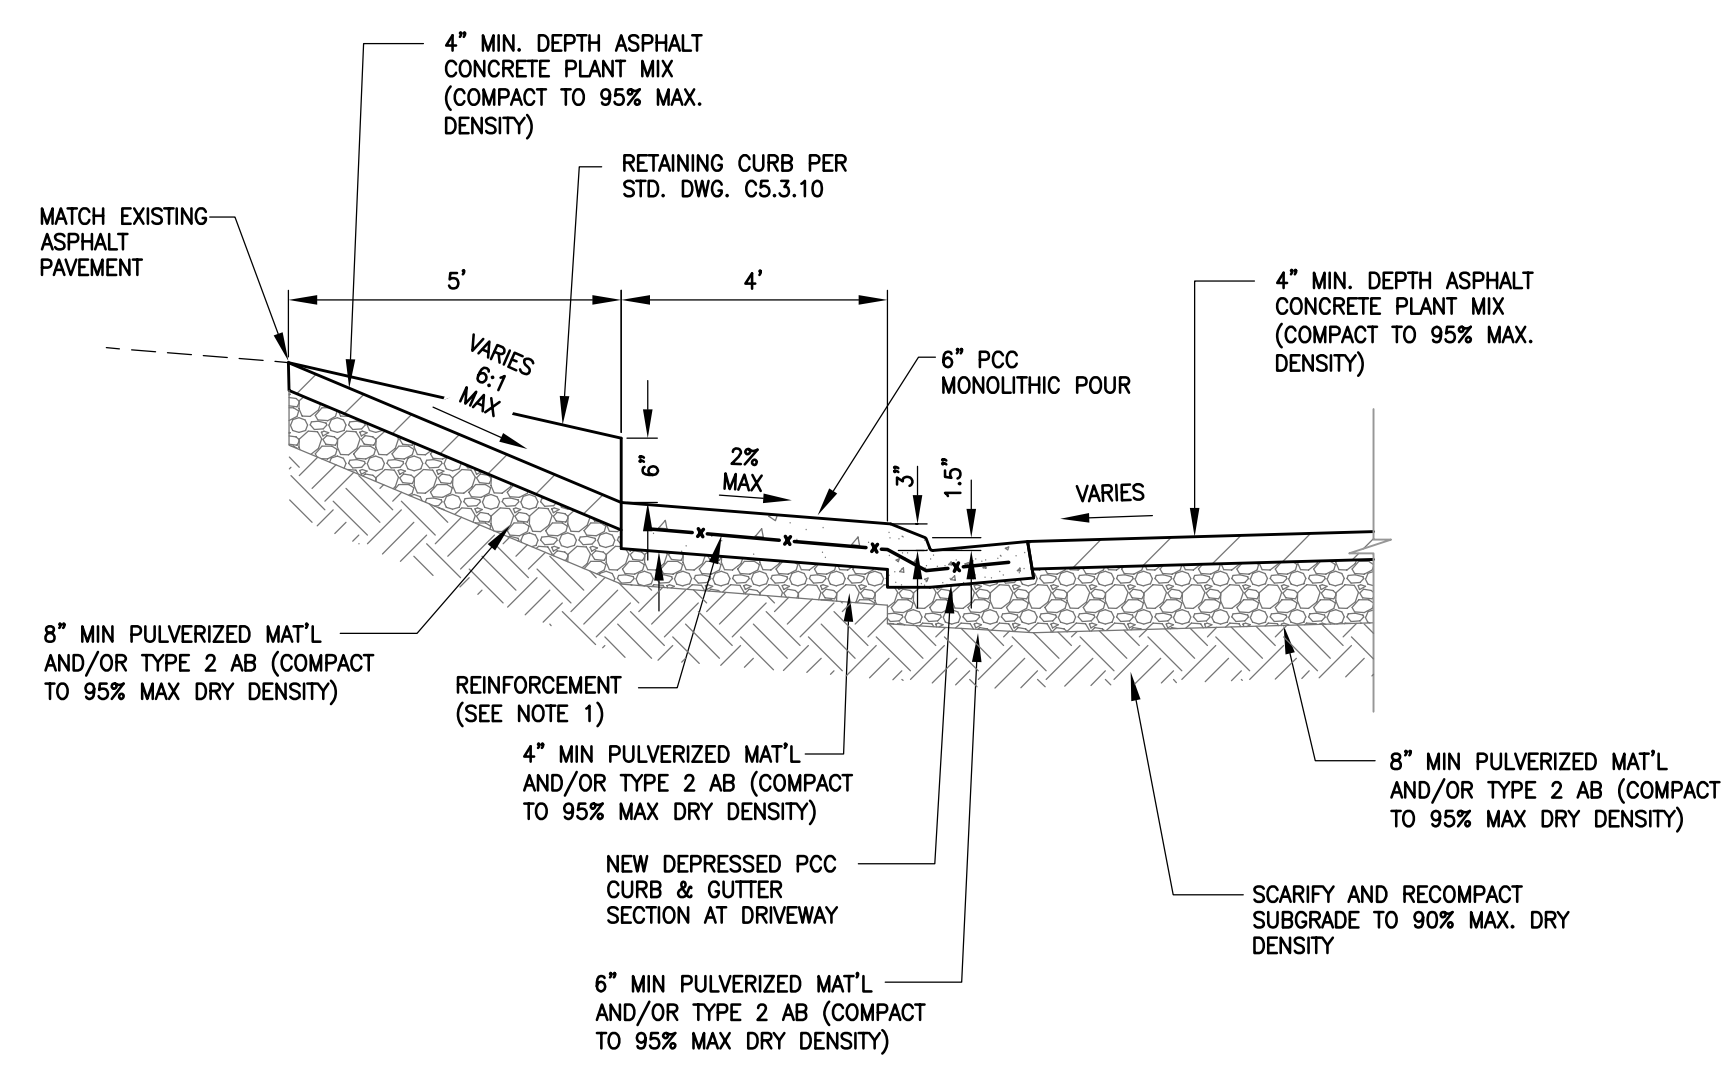 4" MIN. DEPTH ASPHALT
CONCRETE PLANT MIX
(COMPACT TO 95% MAX.
DENSITY)
RETAINING CURB PER
STD. DWG. C5.3.10
MATCH EXISTING
ASPHALT
PAVEMENT
5'
4'
4" MIN. DEPTH ASPHALT
CONCRETE PLANT MIX
(COMPACT TO 95% MAX.
DENSITY)
VARIES
6:1
MAX
6" PCC
MONOLITHIC POUR
6"
2%
MAX
3"
1.5"
VARIES
8" MIN PULVERIZED MAT'L
AND/OR TYPE 2 AB (COMPACT
TO 95% MAX DRY DENSITY)
REINFORCEMENT
(SEE NOTE 1)
4" MIN PULVERIZED MAT'L
AND/OR TYPE 2 AB (COMPACT
TO 95% MAX DRY DENSITY)
8" MIN PULVERIZED MAT'L
AND/OR TYPE 2 AB (COMPACT
TO 95% MAX DRY DENSITY)
NEW DEPRESSED PCC
CURB & GUTTER
SECTION AT DRIVEWAY
SCARIFY AND RECOMPACT
SUBGRADE TO 90% MAX. DRY
DENSITY
6" MIN PULVERIZED MAT'L
AND/OR TYPE 2 AB (COMPACT
TO 95% MAX DRY DENSITY)